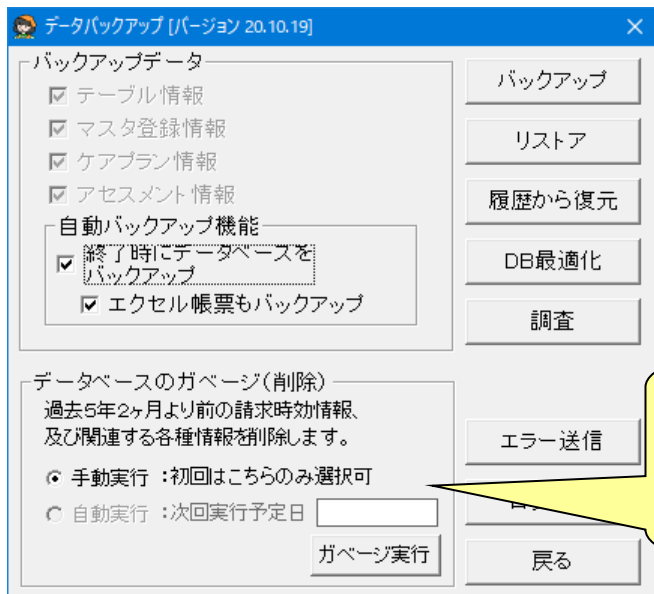 データバックアップ [バージョン 20.10.19]
バックアップデータ
テーブル情報
マスタ登録情報
ケアプラン情報
アセスメント情報
自動バックアップ機能
終了時にデータベースを
バックアップ
エクセル帳票もバックアップ
バックアップ
リストア
履歴から復元
DB最適化
調査
データベースのガベージ(削除)
過去5年2ヶ月より前の請求時効情報、
及び関連する各種情報を削除します。
手動実行 :初回はこちらのみ選択可
自動実行 :次回実行予定日
ガベージ実行
エラー送信
戻る